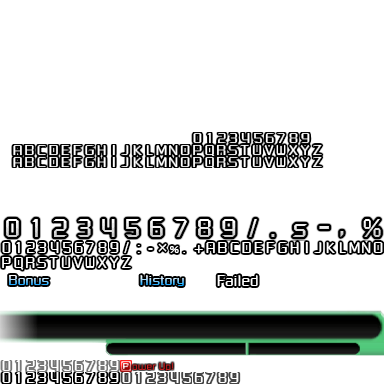 0123456789
ABCDEFGHIJKLMNOPQRSTUVWXYZ
ABCDEFGHIJKLMNOPQRSTUVWXYZ
0123456789/.s-,%
0123456789/:-×%.+ABCDEFGHIJKLMNO
PQRSTUVWXYZ
Bonus History Failed
0123456789 Power Up!
01234567890123456789